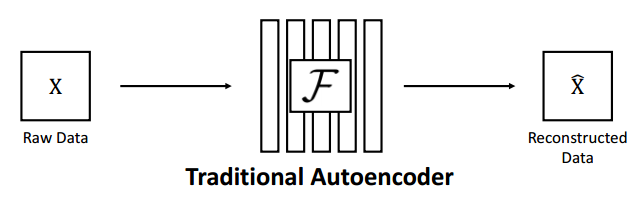 X
Raw Data
ℱ
Traditional Autoencoder
X̂
Reconstructed
Data